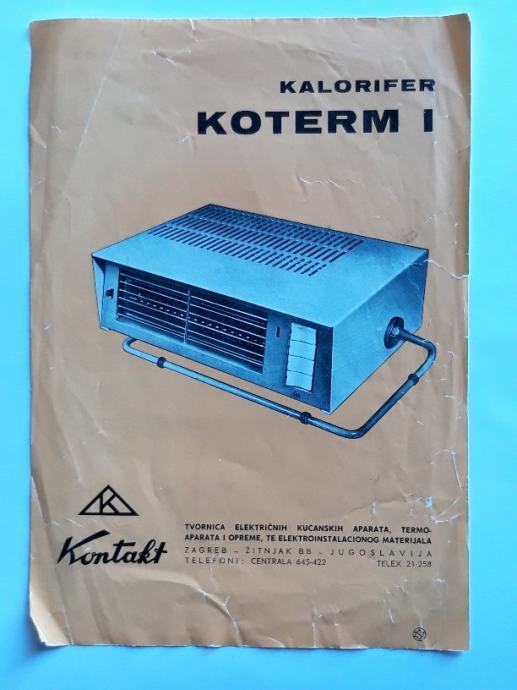 KALORIFER
KOTERM I
K
Kontakt
TVORNICA ELEKTRIČNIH KUĆANSKIH APARATA, TERMO-
APARATA I OPREME, TE ELEKTROINSTALACIONOG MATERIJALA
ZAGREB – ŽITNJAK BB – JUGOSLAVIJA
TELEFONI: CENTRALA 645-422 TELEX 21-258